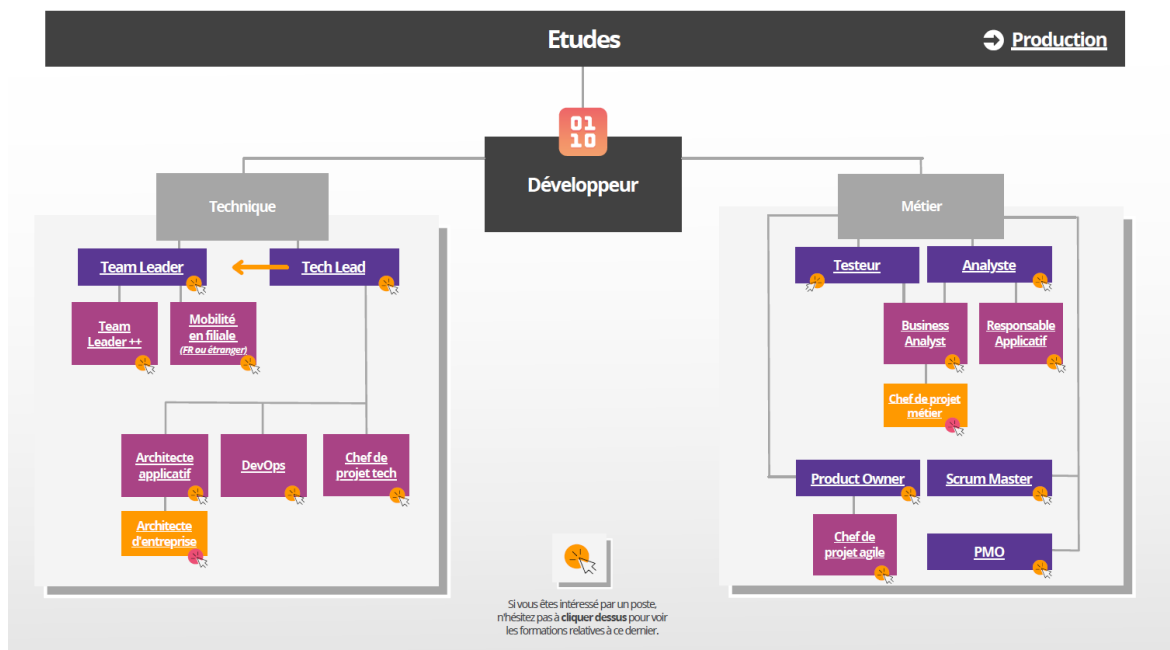 Etudes
Production
01
10
Développeur
Technique
Métier
Team Leader
Tech Lead
Testeur
Analyste
Team
Leader ++
Mobilité
en filiale
(FR ou étranger)
Business
Analyst
Responsable
Applicatif
Chef de projet
métier
Architecte
applicatif
DevOps
Chef de
projet tech
Product Owner
Scrum Master
Architecte
d'entreprise
Chef de
projet agile
PMO
Si vous êtes intéressé par un poste,
n'hésitez pas à cliquer dessus pour voir
les formations relatives à ce dernier.